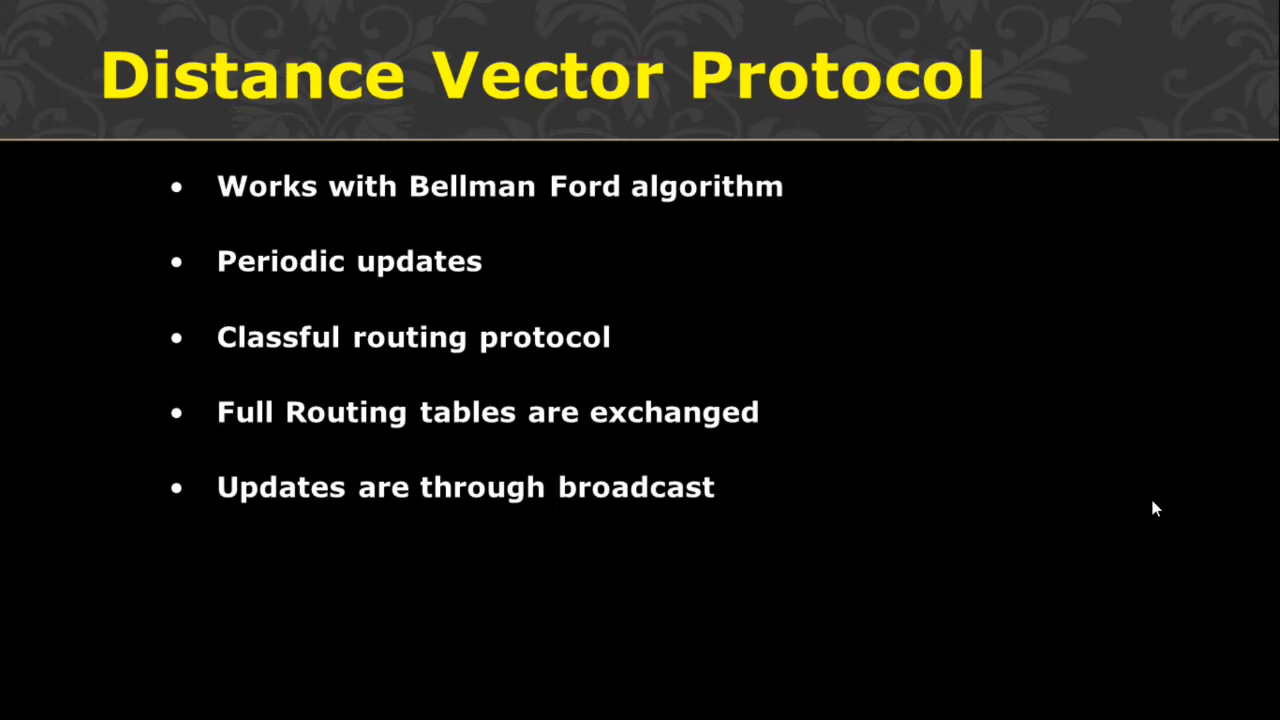 Distance Vector Protocol
• Works with Bellman Ford algorithm
• Periodic updates
• Classful routing protocol
• Full Routing tables are exchanged
• Updates are through broadcast